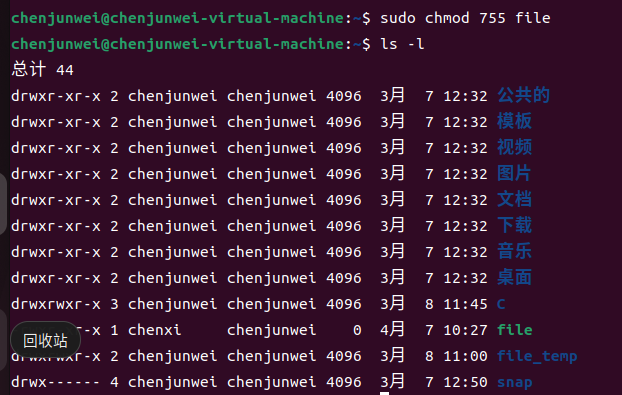 chenjunwei@chenjunwei-virtual-machine:~$ sudo chmod 755 file
chenjunwei@chenjunwei-virtual-machine:~$ ls -l
总计 44
drwxr-xr-x 2 chenjunwei chenjunwei 4096  3月  7 12:32 公共的
drwxr-xr-x 2 chenjunwei chenjunwei 4096  3月  7 12:32 模板
drwxr-xr-x 2 chenjunwei chenjunwei 4096  3月  7 12:32 视频
drwxr-xr-x 2 chenjunwei chenjunwei 4096  3月  7 12:32 图片
drwxr-xr-x 2 chenjunwei chenjunwei 4096  3月  7 12:32 文档
drwxr-xr-x 2 chenjunwei chenjunwei 4096  3月  7 12:32 下载
drwxr-xr-x 2 chenjunwei chenjunwei 4096  3月  7 12:32 音乐
drwxr-xr-x 2 chenjunwei chenjunwei 4096  3月  7 12:32 桌面
drwxrwxr-x 3 chenjunwei chenjunwei 4096  3月  8 11:45 C
r-x 1 chenxi     chenjunwei    0  4月  7 10:27 file
回收站
drwxrwxr-x 2 chenjunwei chenjunwei 4096  3月  8 11:00 file_temp
drwx------ 4 chenjunwei chenjunwei 4096  3月  7 12:50 snap